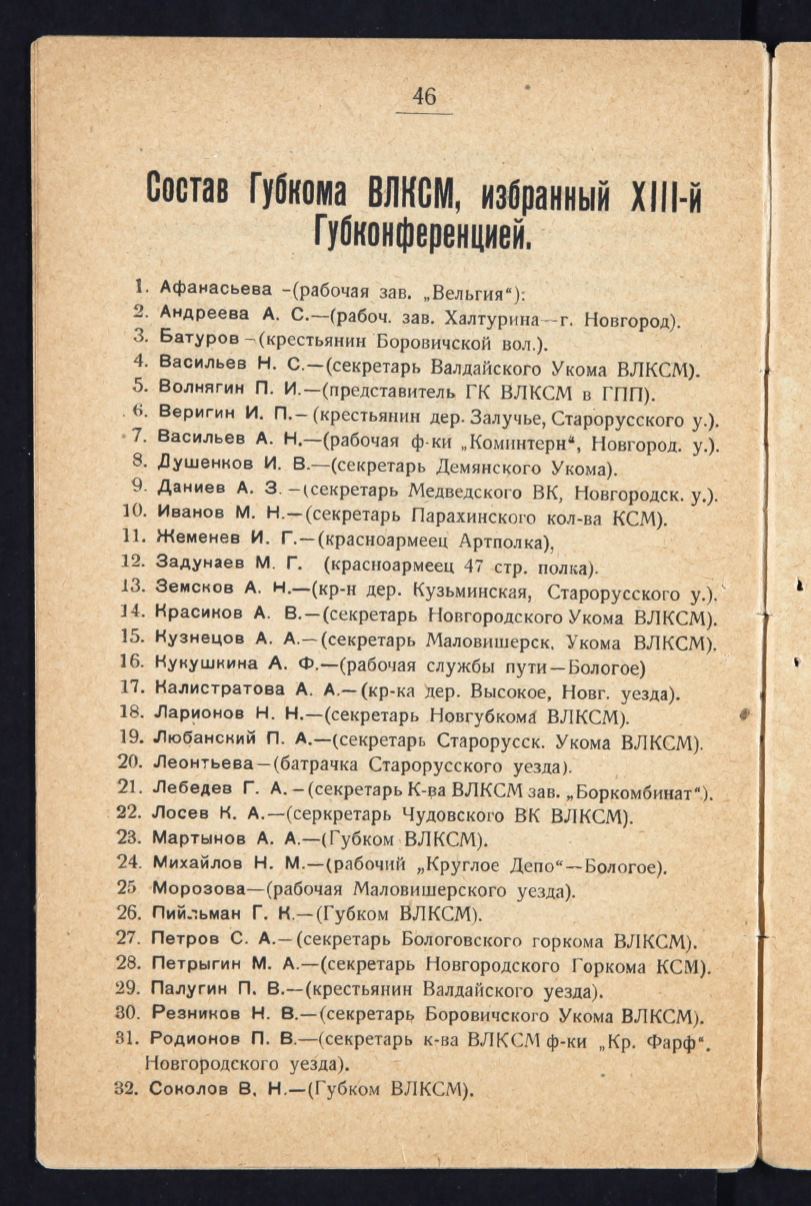 46
Состав Губкома ВЛКСМ, избранный XIII-й
Губконференцией.
1. Афанасьева -(рабочая зав. „Вельгия“):
2. Андреева А. С.—(рабоч. зав. Халтурина—г. Новгород).
3. Батуров -(крестьянин Боровичской вол.).
4. Васильев Н. С.—(секретарь Валдайского Укома ВЛКСМ).
5. Волнягин П. И.—(представитель ГК ВЛКСМ в ГПП).
6. Веригин И. П.—(крестьянин дер. Залучье, Старорусского у.).
7. Васильев А. Н.—(рабочая ф-ки „Коминтерн“, Новгород. у.).
8. Душенков И. В.—(секретарь Демянского Укома).
9. Даниев А. З.—(секретарь Медведского ВК, Новгородск. у.).
10. Иванов М. Н.—(секретарь Парахинского кол-ва КСМ).
11. Жеменев И. Г.—(красноармеец Артполка),
12. Задунаев М. Г. (красноармеец 47 стр. полка).
13. Земсков А. Н.—(кр-н дер. Кузьминская, Старорусского у.).
14. Красиков А. В.—(секретарь Новгородского Укома ВЛКСМ).
15. Кузнецов А. А.—(секретарь Маловишерск. Укома ВЛКСМ).
16. Кукушкина А. Ф.—(рабочая службы пути—Бологое)
17. Калистратова А. А.—(кр-ка дер. Высокое, Новг. уезда).
18. Ларионов Н. Н.—(секретарь Новгубкома ВЛКСМ).
19. Любанский П. А.—(секретарь Старорусск. Укома ВЛКСМ).
20. Леонтьева—(батрачка Старорусского уезда).
21. Лебедев Г. А.—(секретарь К-ва ВЛКСМ зав. „Боркомбинат“).
22. Лосев К. А.—(серкретарь Чудовского ВК ВЛКСМ).
23. Мартынов А. А.—(Губком ВЛКСМ).
24. Михайлов Н. М.—(рабочий „Круглое Депо“—Бологое).
25 Морозова—(рабочая Маловишерского уезда).
26. Пийльман Г. К.—(Губком ВЛКСМ).
27. Петров С. А.—(секретарь Бологовского горкома ВЛКСМ).
28. Петрыгин М. А.—(секретарь Новгородского Горкома КСМ).
29. Палугин П. В.—(крестьянин Валдайского уезда).
30. Резников Н. В.—(секретарь Боровичского Укома ВЛКСМ).
31. Родионов П. В.—(секретарь к-ва ВЛКСМ ф-ки „Кр. Фарф“.
Новгородского уезда).
32. Соколов В. Н.—(Губком ВЛКСМ).